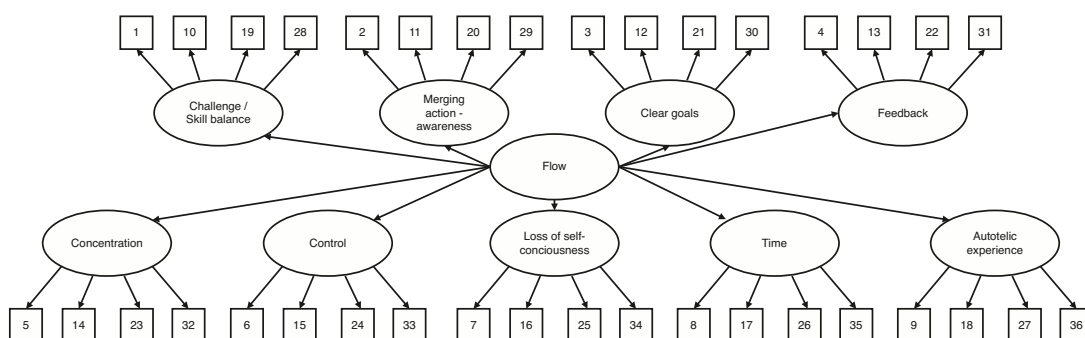 1 10 19 28 2 11 20 29 3 12 21 30 4 13 22 31
Challenge /
Skill balance
Merging
action -
awareness
Clear goals
Feedback
Flow
Concentration
Control
Loss of self-
conciousness
Time
Autotelic
experience
5 14 23 32 6 15 24 33 7 16 25 34 8 17 26 35 9 18 27 36